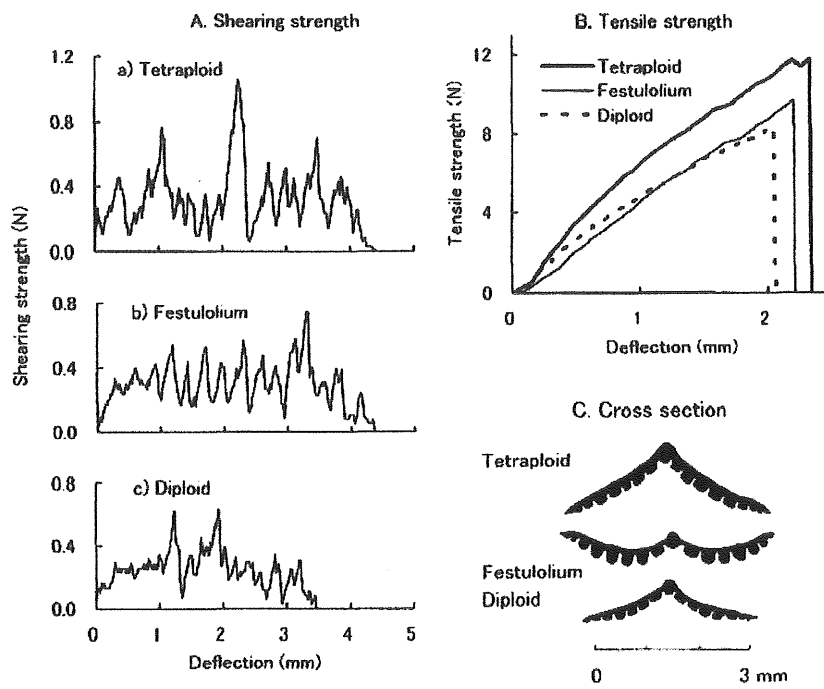 A. Shearing strength
Shearing strength (N)
1.2
0.8
0.4
0.0
a) Tetraploid
0.8
0.4
0.0
b) Festulolium
0.8
0.4
0.0
c) Diploid
0 1 2 3 4 5
Deflection (mm)
B. Tensile strength
Tensile strength (N)
12
8
4
0
Tetraploid
Festulolium
Diploid
0 1 2
Deflection (mm)
C. Cross section
Tetraploid
Festulolium
Diploid
0 3 mm